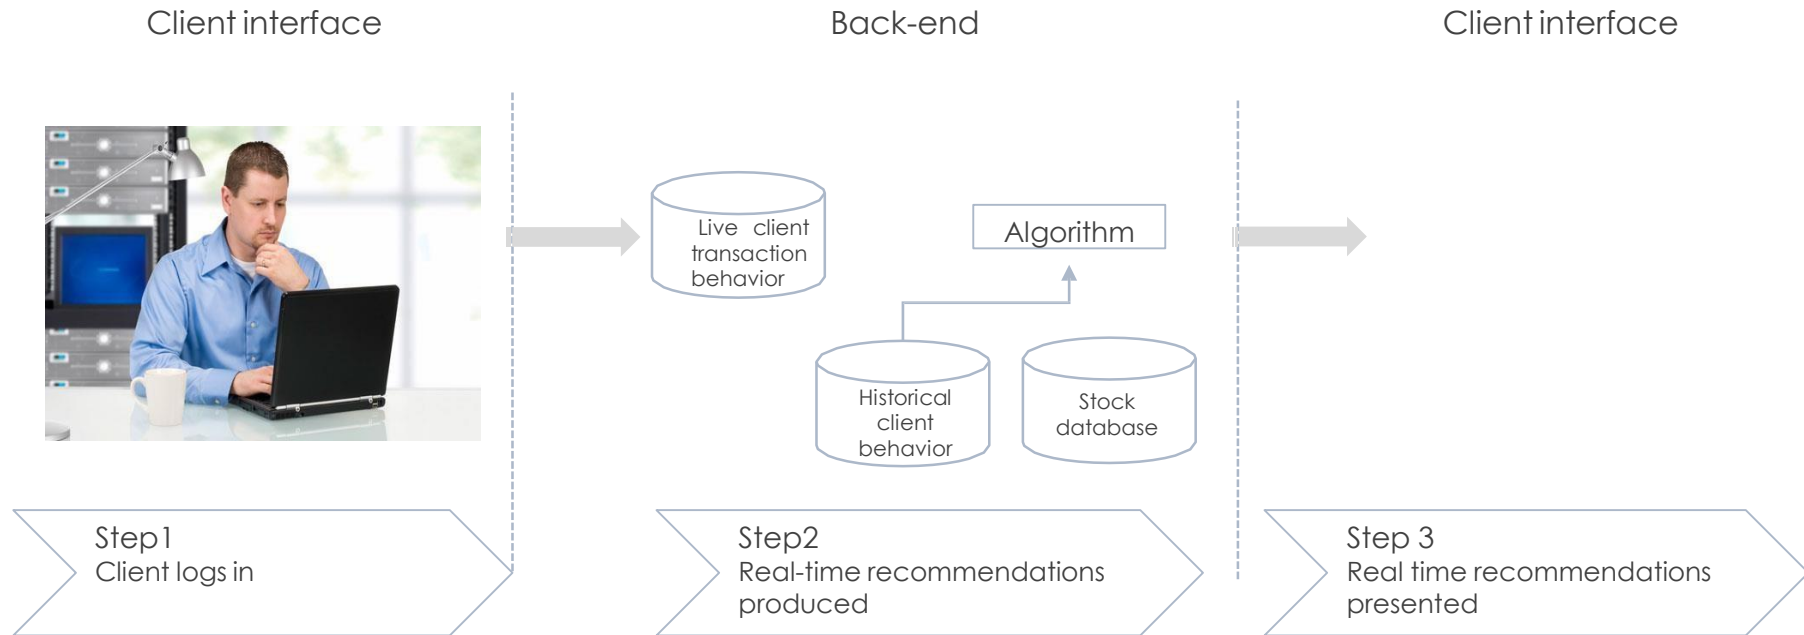 Client interface
Back-end
Client interface
Live client
transaction
behavior
Algorithm
Historical
client
behavior
Stock
database
Step1
Client logs in
Step2
Real-time recommendations
produced
Step 3
Real time recommendations
presented